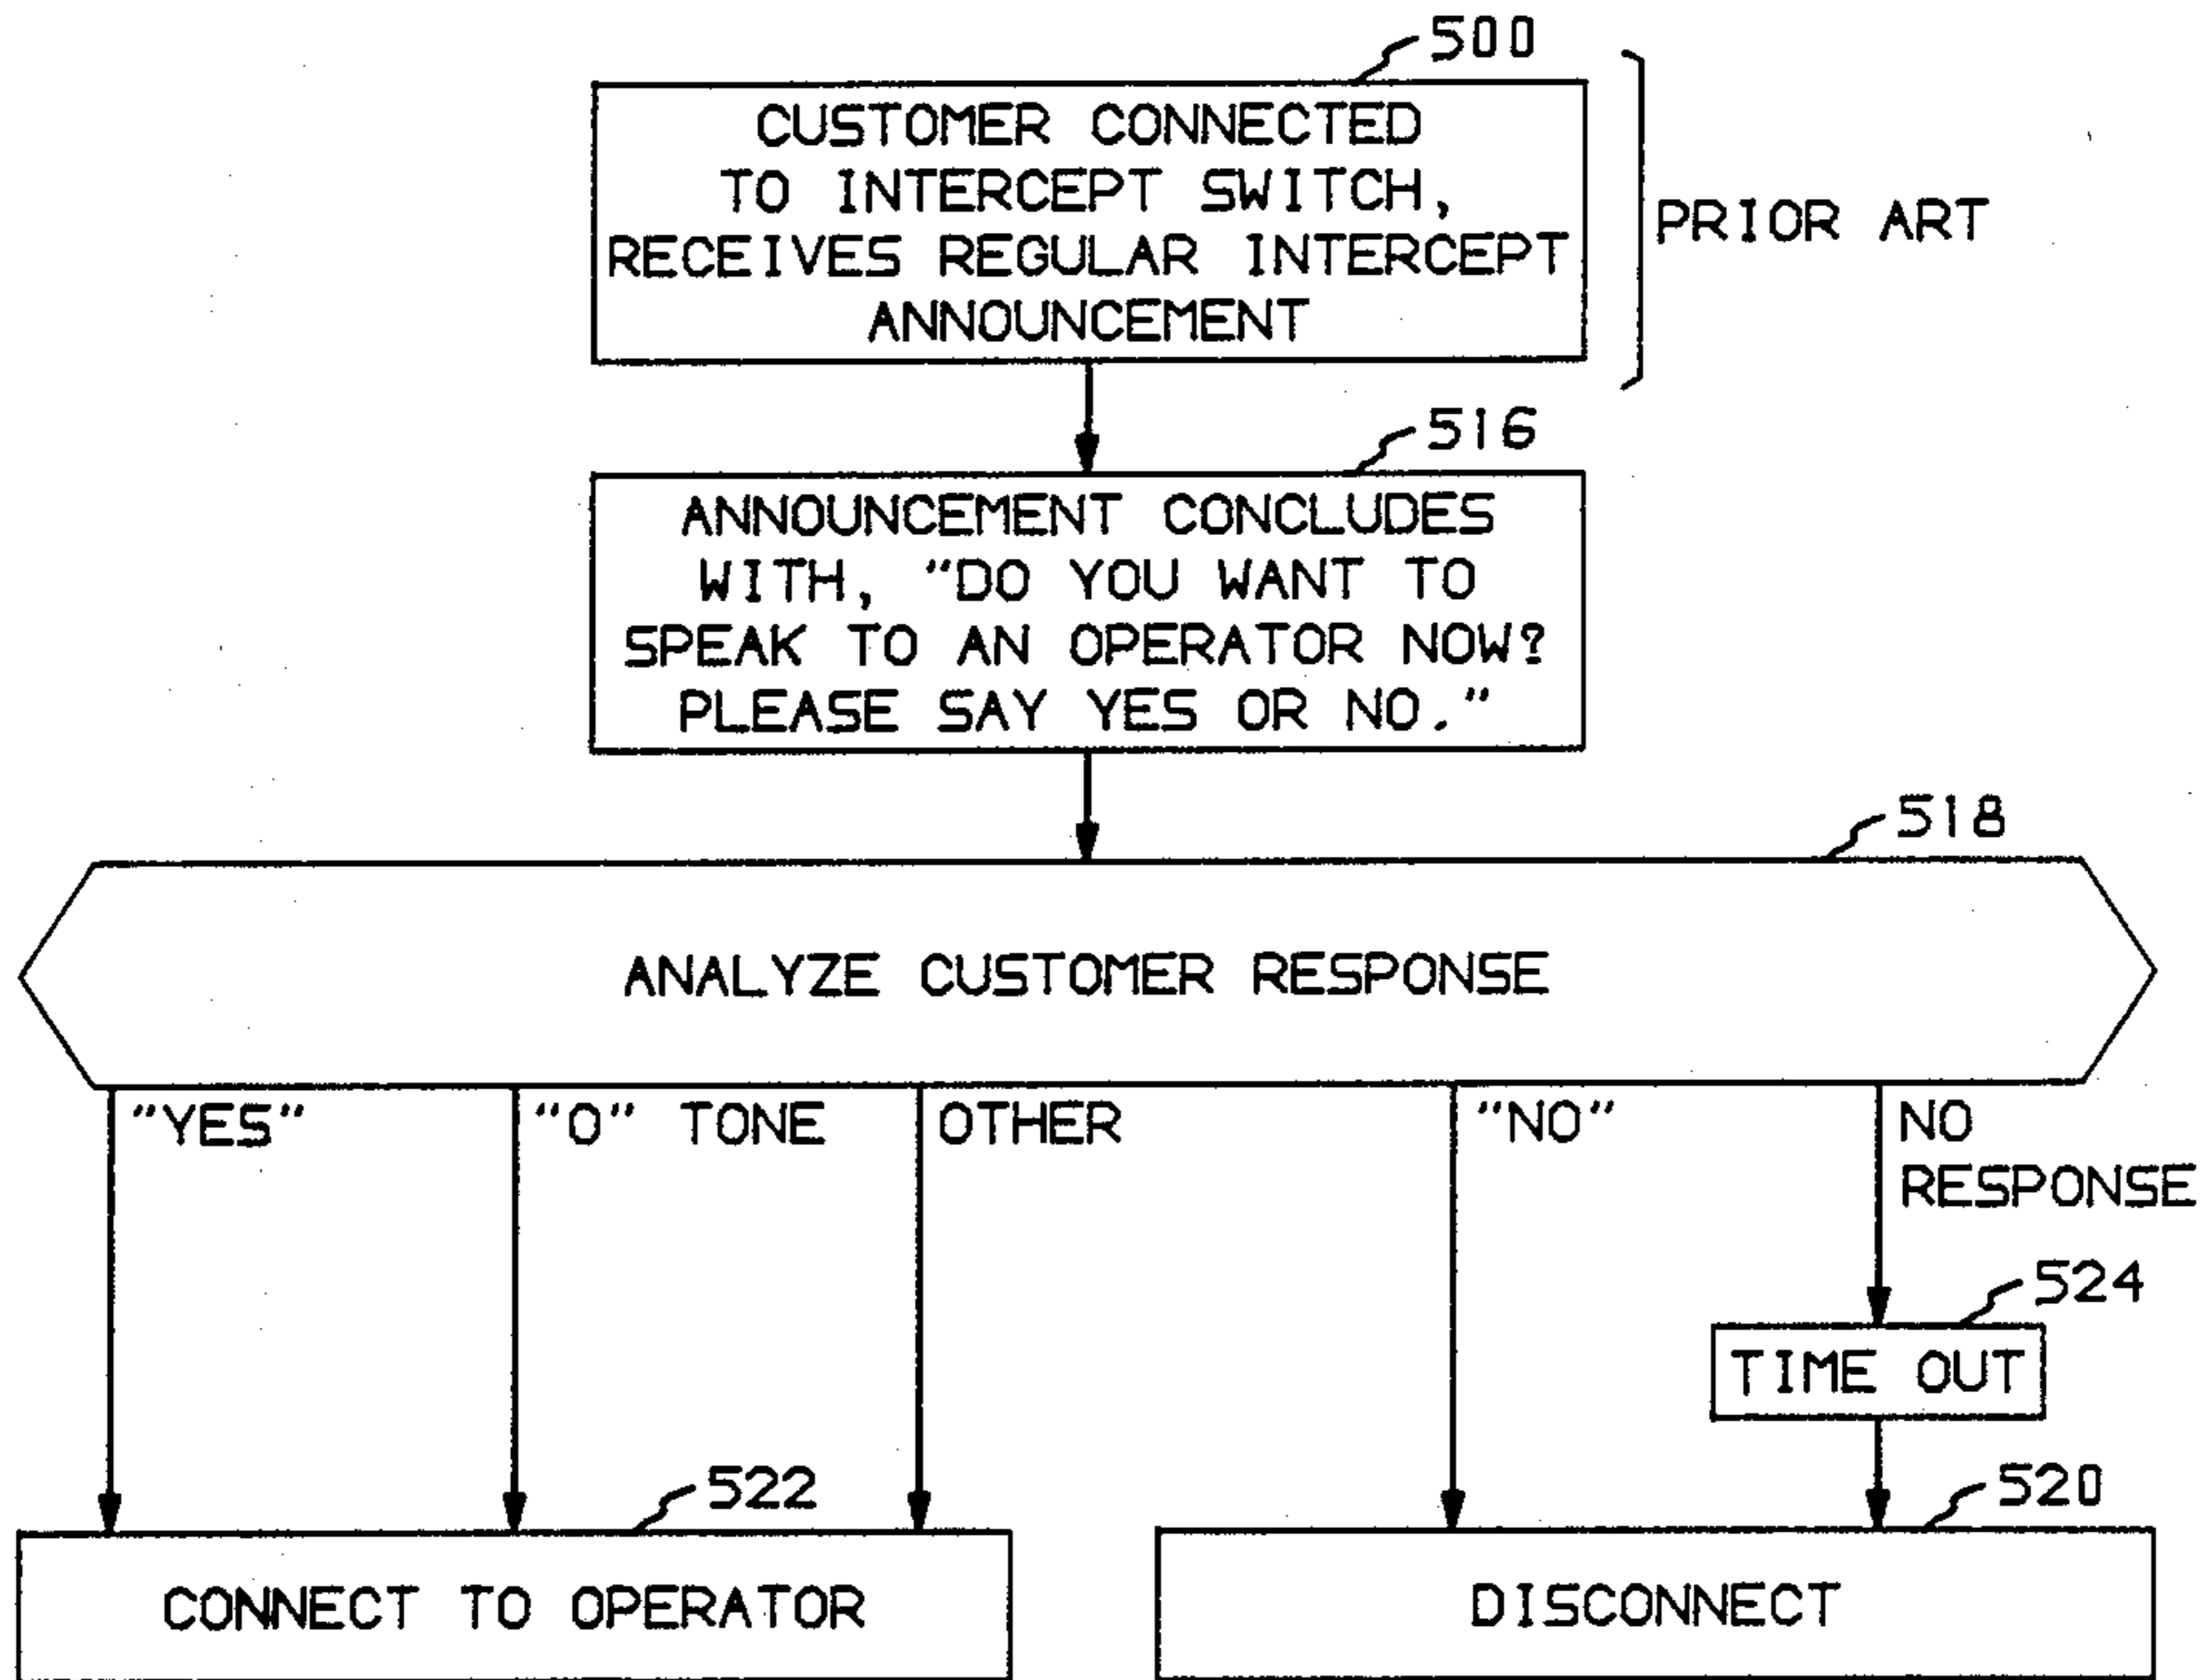 500
CUSTOMER CONNECTED
TO INTERCEPT SWITCH,
RECEIVES REGULAR INTERCEPT
ANNOUNCEMENT
PRIOR ART
516
ANNOUNCEMENT CONCLUDES
WITH, "DO YOU WANT TO
SPEAK TO AN OPERATOR NOW?
PLEASE SAY YES OR NO."
518
ANALYZE CUSTOMER RESPONSE
"YES"
"O" TONE
OTHER
"NO"
NO
RESPONSE
524
TIME OUT
522
520
CONNECT TO OPERATOR
DISCONNECT